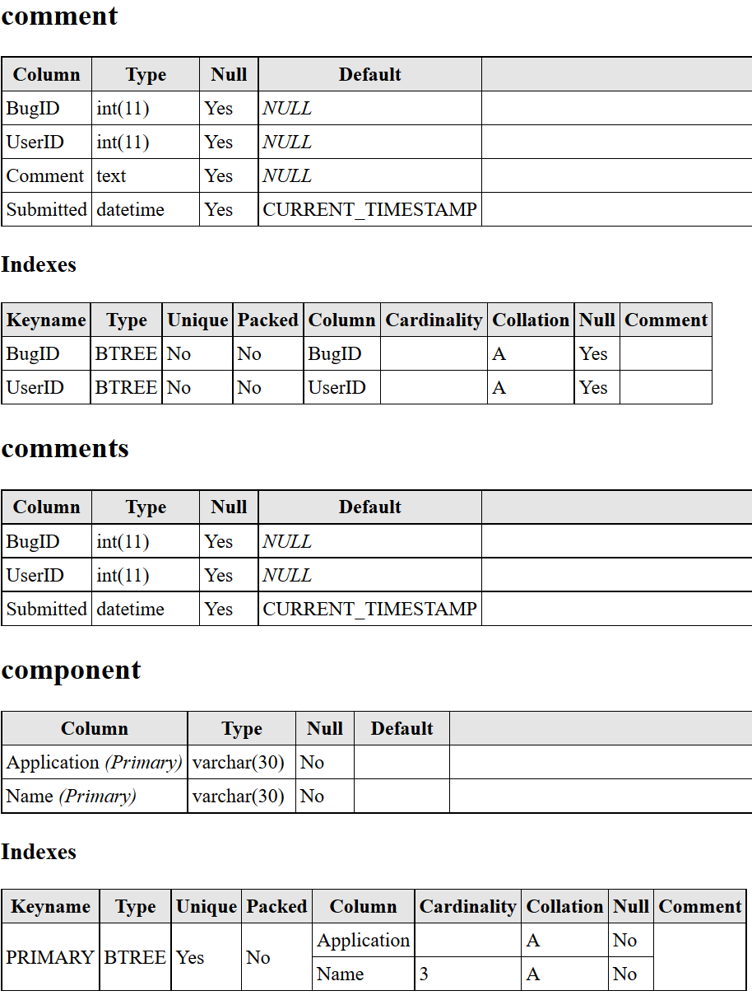 comment
Column Type Null Default
BugID int(11) Yes NULL
UserID int(11) Yes NULL
Comment text Yes NULL
Submitted datetime Yes CURRENT_TIMESTAMP
Indexes
Keyname Type Unique Packed Column Cardinality Collation Null Comment
BugID BTREE No No BugID A Yes
UserID BTREE No No UserID A Yes
comments
Column Type Null Default
BugID int(11) Yes NULL
UserID int(11) Yes NULL
Submitted datetime Yes CURRENT_TIMESTAMP
component
Column Type Null Default
Application (Primary) varchar(30) No
Name (Primary) varchar(30) No
Indexes
Keyname Type Unique Packed Column Cardinality Collation Null Comment
PRIMARY BTREE Yes No Application A No
Name 3 A No